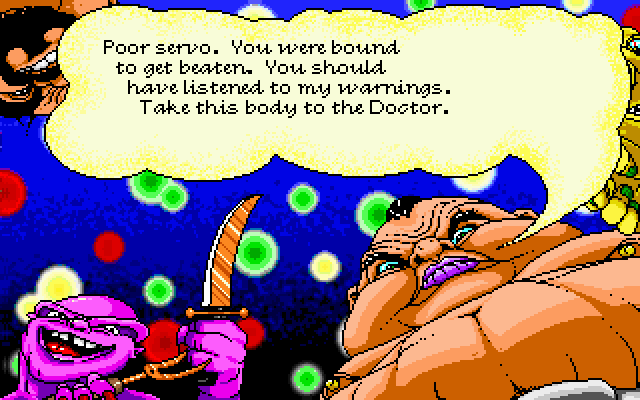 Poor servo. You were bound
to get beaten. You should
have listened to my warnings.
Take this body to the Doctor.